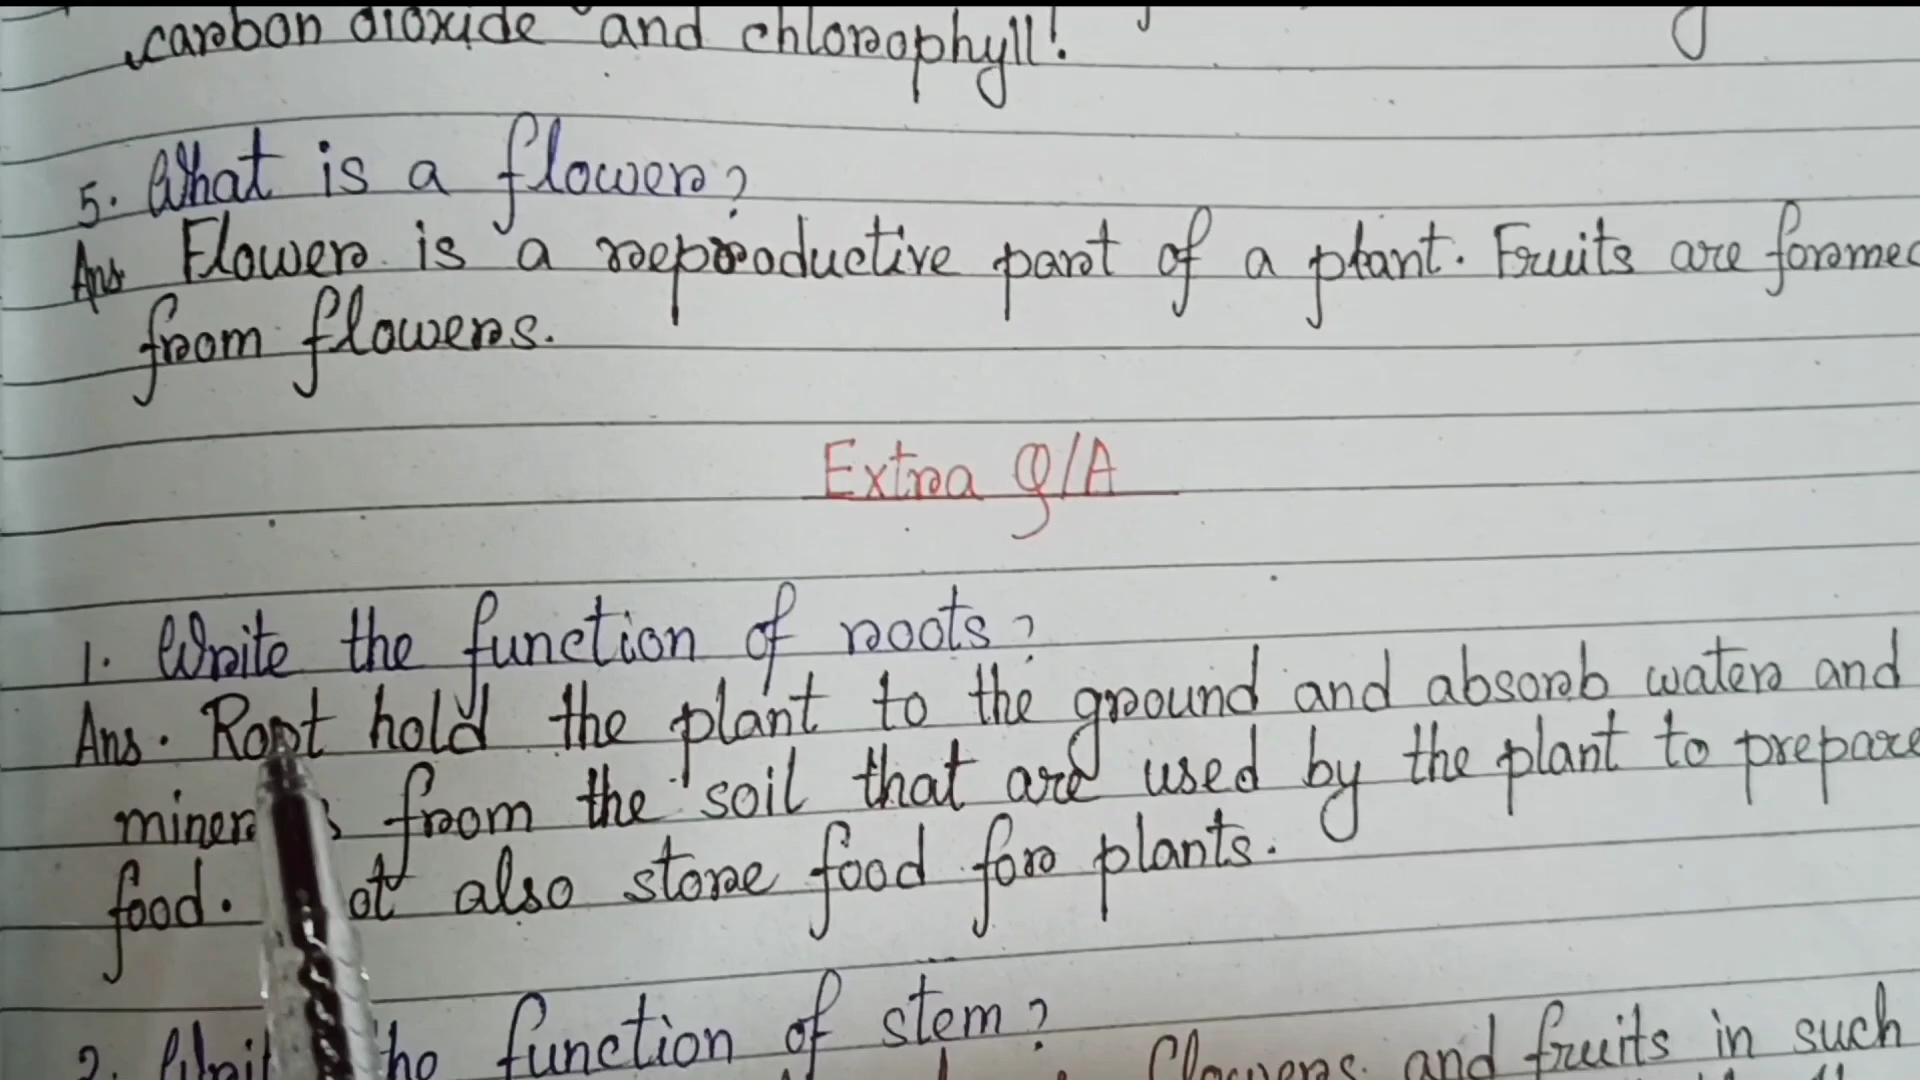 carbon dioxide and chlorophyll.
5. What is a flower?
Ans Flower is a reproductive part of a plant. Fruits are formed
from flowers.
Extra Q/A
1. Write the function of roots?
Ans. Root hold the plant to the ground and absorb water and
from the soil that are used by the plant to prepare
food. also store food for plants.
2. function of stem?
Flowers and fruits in such